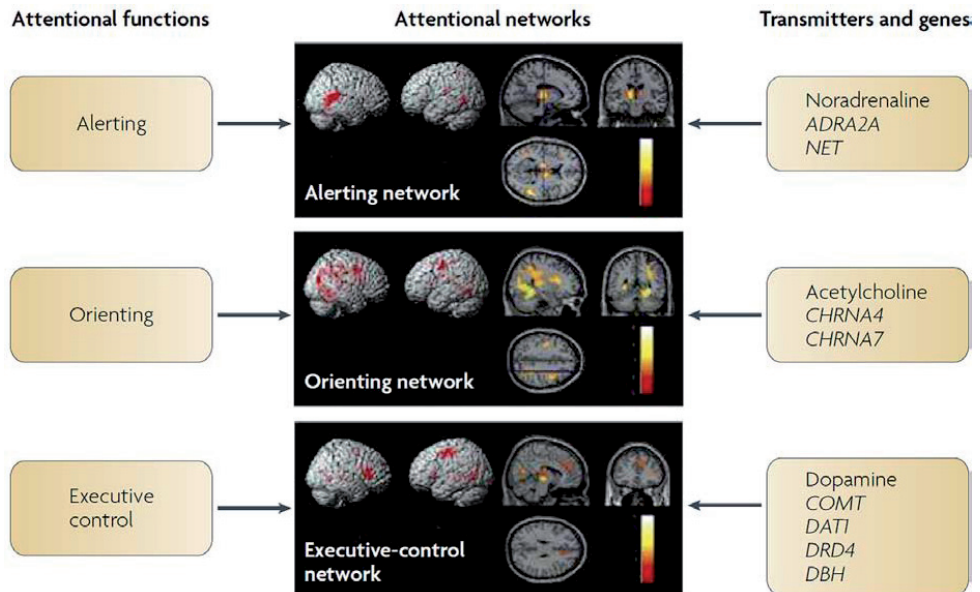 Attentional functions
Attentional networks
Transmitters and genes
Alerting
Alerting network
Noradrenaline
ADRA2A
NET
Orienting
Orienting network
Acetylcholine
CHRNA4
CHRNA7
Executive
control
Executive-control
network
Dopamine
COMT
DAT1
DRD4
DBH